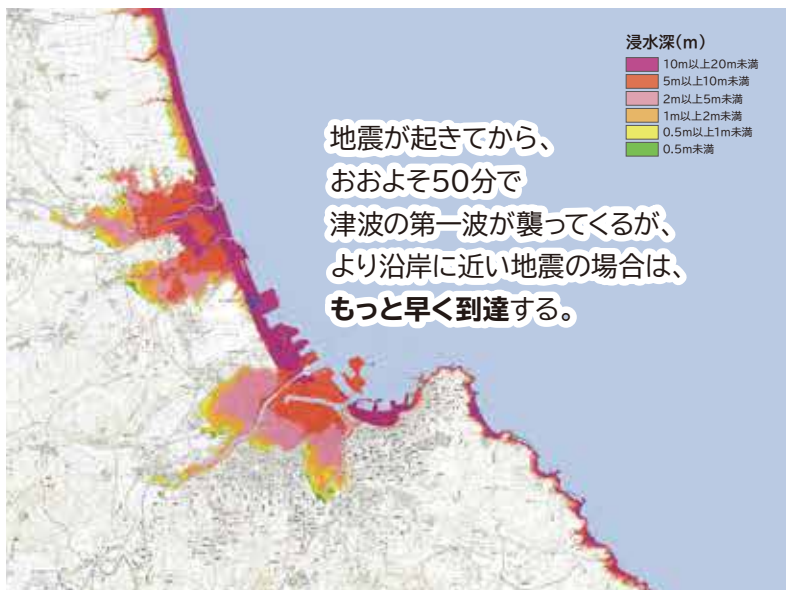 浸水深(m)
10m以上20m未満
5m以上10m未満
2m以上5m未満
1m以上2m未満
0.5m以上1m未満
0.5m未満
地震が起きてから、
おおよそ50分で
津波の第一波が襲ってくるが、
より沿岸に近い地震の場合は、
もっと早く到達する。